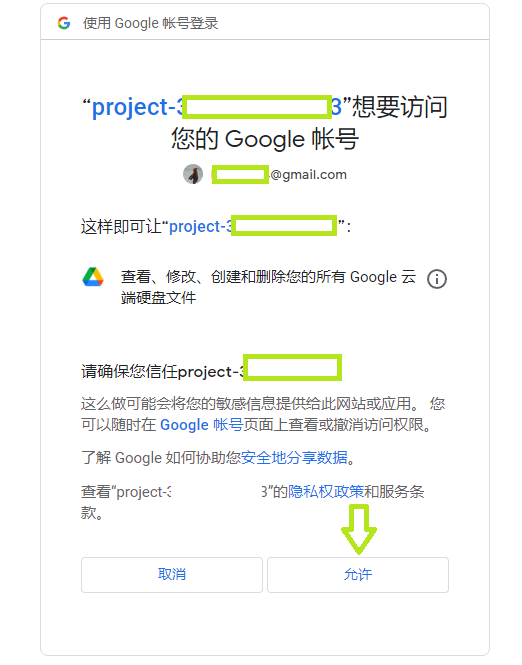 使用 Google 帐号登录
“project-3 3”想要访问
您的 Google 帐号
@gmail.com
这样即可让“project-3 ”：
查看、修改、创建和删除您的所有 Google 云
端硬盘文件
请确保您信任project-3
这么做可能会将您的敏感信息提供给此网站或应用。 您
可以随时在 Google 帐号页面上查看或撤消访问权限。
了解 Google 如何协助您安全地分享数据。
查看“project-3 3”的隐私权政策和服务条
款。
取消
允许